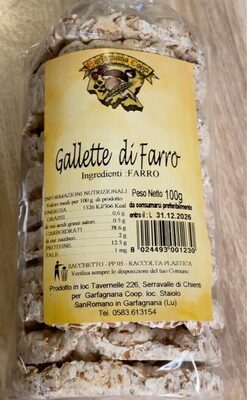 Garfagnana Coop
Gallette di Farro
Ingredienti :FARRO
INFORMAZIONI NUTRIZIONALI
Valori medi per 100 g. di prodotto
ENERGIA 1526 KJ/366 Kcal
GRASSI 0,6 g
di cui acidi grassi saturi 0.5 g
CARBOIDRATI 78.6 g
di cui zuccheri 2 g
PROTEINE 12.5 g
SALE 1 mg
Peso Netto 100g
da consumarsi preferibilmente
entro il : L 31.12.2026
8 024493 001230
SACCHETTO - PP 05 - RACCOLTA PLASTICA
Verifica sempre le disposizioni del tuo Comune
Prodotto in loc Tavernelle 226, Serravalle di Chienti
per Garfagnana Coop. loc. Staiolo
SanRomano in Garfagnana (Lu)
Tel. 0583.613154